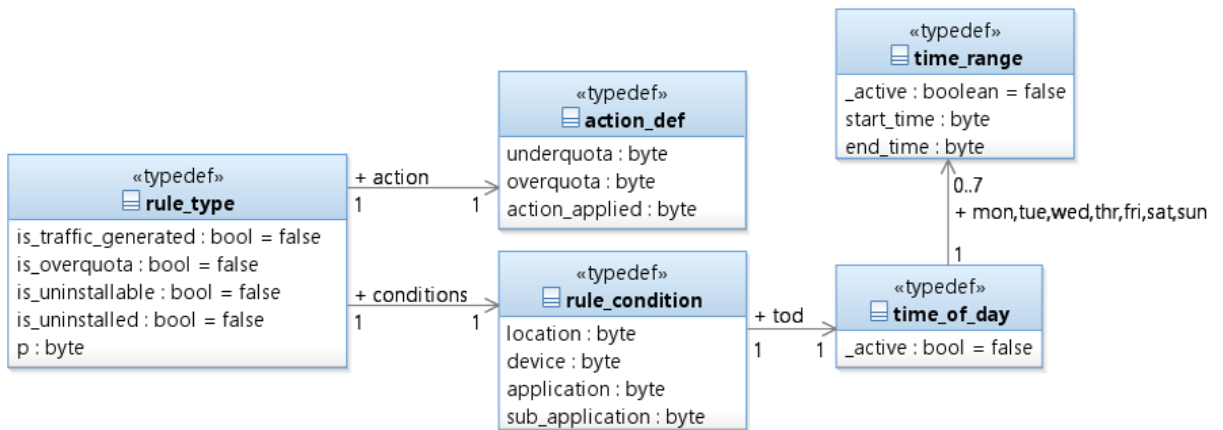 «typedef»
rule_type
is_traffic_generated : bool = false
is_overquota : bool = false
is_uninstallable : bool = false
is_uninstalled : bool = false
p : byte
+ action
1
1
+ conditions
1
1
«typedef»
action_def
underquota : byte
overquota : byte
action_applied : byte
«typedef»
rule_condition
location : byte
device : byte
application : byte
sub_application : byte
+ tod
1
1
«typedef»
time_range
_active : boolean = false
start_time : byte
end_time : byte
0..7
+ mon,tue,wed,thr,fri,sat,sun
1
«typedef»
time_of_day
_active : bool = false